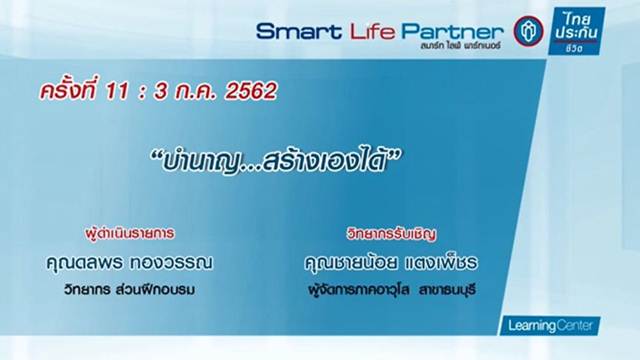 Smart Life Partner
สมาร์ท ไลฟ์ พาร์ทเนอร์
ไทย
ประกัน
ชีวิต
ครั้งที่ 11 : 3 ก.ค. 2562
“บำนาญ...สร้างเองได้”
ผู้ดำเนินรายการ
คุณดลพร ทองวรรณ
วิทยากร ส่วนฝึกอบรม
วิทยากรรับเชิญ
คุณชายน้อย แตงเพ็ชร
ผู้จัดการภาคอาวุโส สาขาธนบุรี
LearningCenter